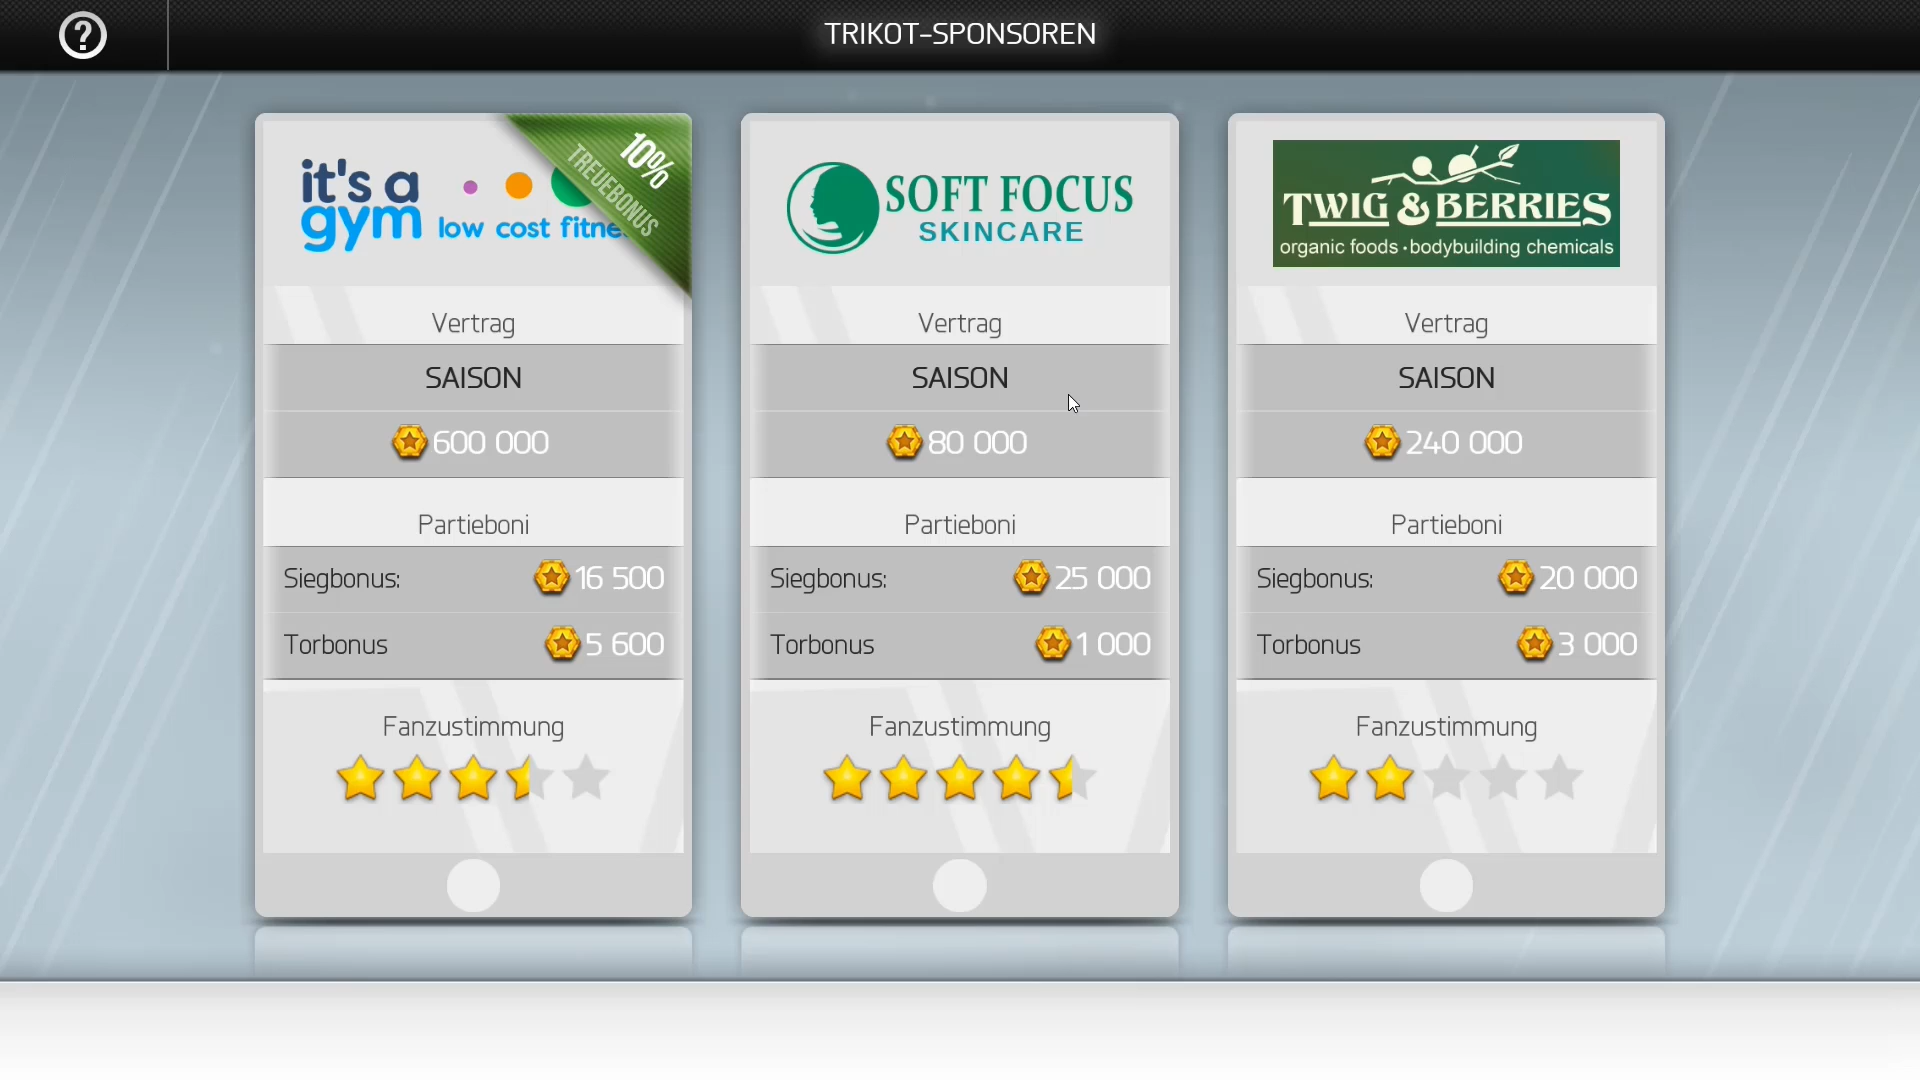 TRIKOT-SPONSOREN
it's a
gym
low cost
10%
TREUEBONUS
Vertrag
SAISON
600 000
Partieboni
Siegbonus: 16 500
Torbonus 5 600
Fanzustimmung
SOFT FOCUS
SKINCARE
Vertrag
SAISON
80 000
Partieboni
Siegbonus: 25 000
Torbonus 1 000
Fanzustimmung
TWIG & BERRIES
organic foods · bodybuilding chemicals
Vertrag
SAISON
240 000
Partieboni
Siegbonus: 20 000
Torbonus 3 000
Fanzustimmung